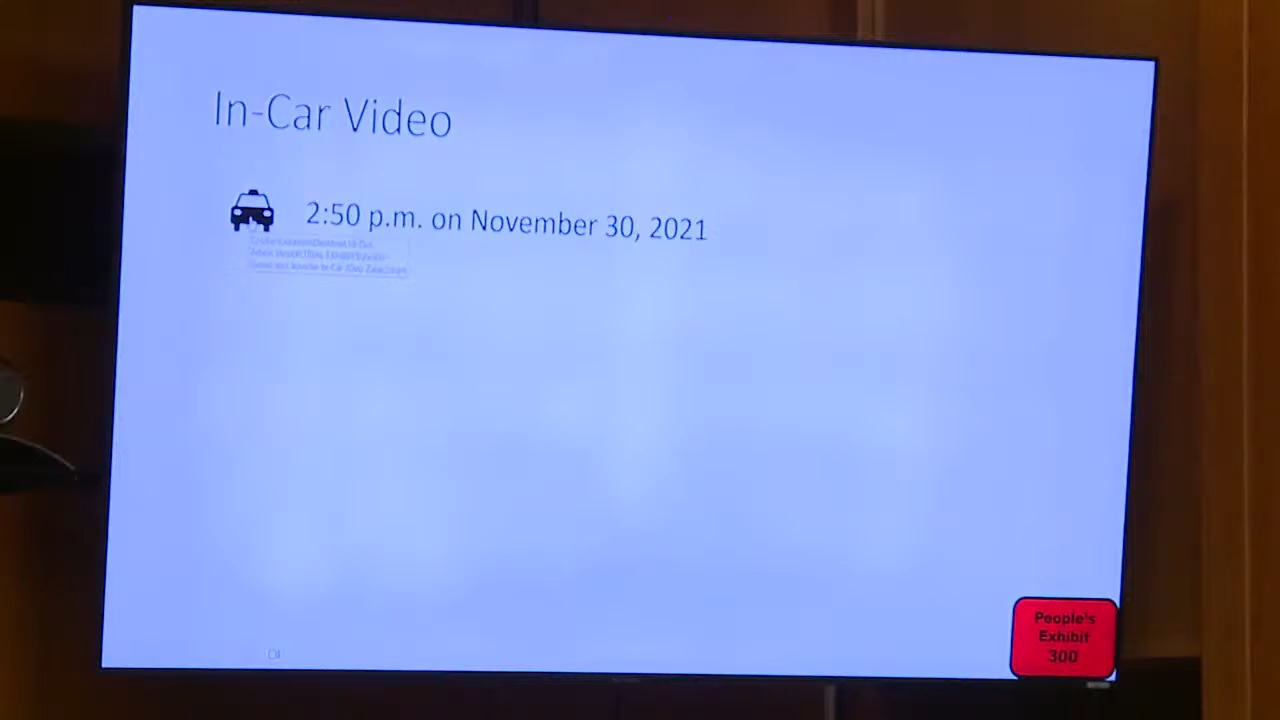 In-Car Video
2:50 p.m. on November 30, 2021
People's
Exhibit
300